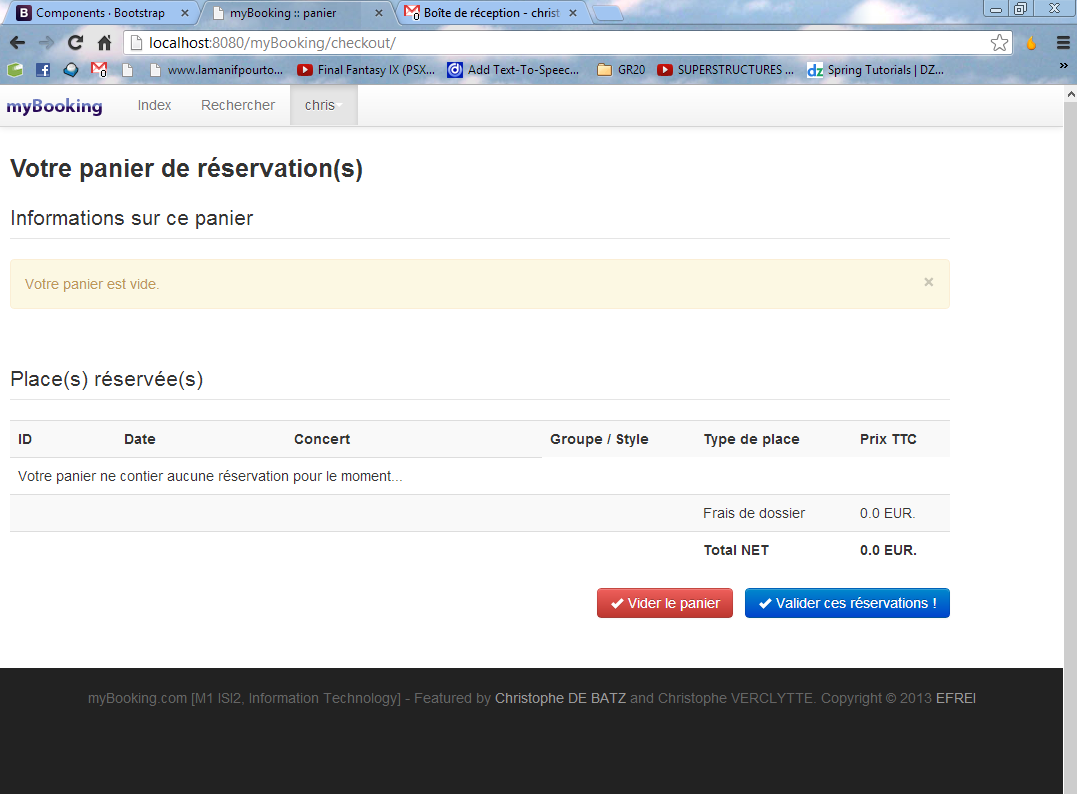 B Components · Bootstrap × myBooking :: panier × 0 Boîte de réception - christ ×
localhost:8080/myBooking/checkout/
0 www.lamanifpourto... Final Fantasy IX (PSX... Add Text-To-Speec... GR20 SUPERSTRUCTURES ... dz Spring Tutorials | DZ... »
myBooking Index Rechercher chris
Votre panier de réservation(s)
Informations sur ce panier
Votre panier est vide. ×
Place(s) réservée(s)
ID Date Concert Groupe / Style Type de place Prix TTC
Votre panier ne contier aucune réservation pour le moment...
Frais de dossier 0.0 EUR.
Total NET 0.0 EUR.
Vider le panier Valider ces réservations !
myBooking.com [M1 ISI2, Information Technology] - Featured by Christophe DE BATZ and Christophe VERCLYTTE. Copyright © 2013 EFREI